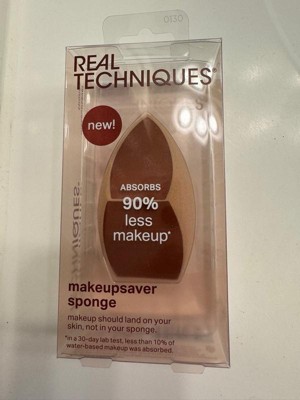 0130
REAL
TECHNIQUES®
new!
ABSORBS
90%
less
makeup*
makeupsaver
sponge
makeup should land on your
skin, not in your sponge.
*in a 30-day lab test, less than 10% of
water-based makeup was absorbed.